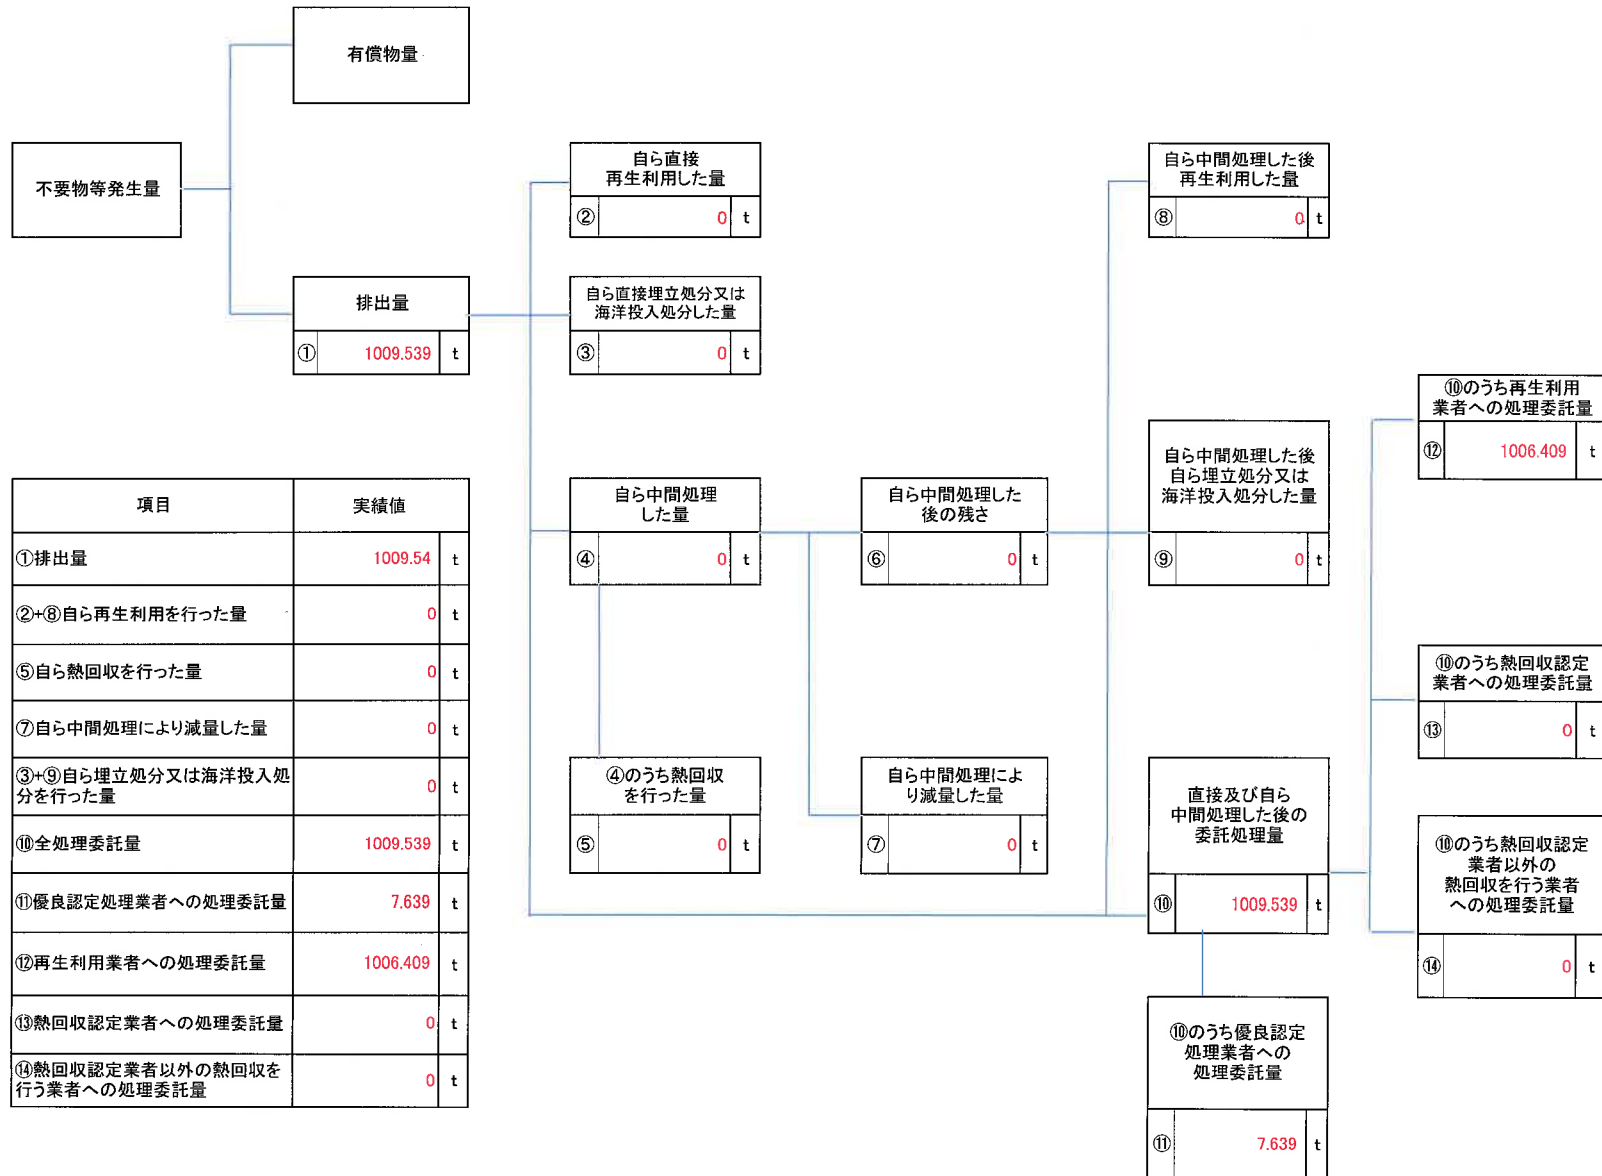 有償物量
不要物等発生量
排出量
① 1009.539 t
自ら直接
再生利用した量
② 0 t
自ら直接埋立処分又は
海洋投入処分した量
③ 0 t
自ら中間処理
した量
④ 0 t
④のうち熱回収
を行った量
⑤ 0 t
自ら中間処理した
後の残さ
⑥ 0 t
自ら中間処理によ
り減量した量
⑦ 0 t
自ら中間処理した後
再生利用した量
⑧ 0 t
自ら中間処理した後
自ら埋立処分又は
海洋投入処分した量
⑨ 0 t
直接及び自ら
中間処理した後の
委託処理量
⑩ 1009.539 t
⑩のうち優良認定
処理業者への
処理委託量
⑪ 7.639 t
⑩のうち再生利用
業者への処理委託量
⑫ 1006.409 t
⑩のうち熱回収認定
業者への処理委託量
⑬ 0 t
⑩のうち熱回収認定
業者以外の
熱回収を行う業者
への処理委託量
⑭ 0 t
項目 実績値
①排出量 1009.54 t
②+⑧自ら再生利用を行った量 0 t
⑤自ら熱回収を行った量 0 t
⑦自ら中間処理により減量した量 0 t
③+⑨自ら埋立処分又は海洋投入処
分を行った量 0 t
⑩全処理委託量 1009.539 t
⑪優良認定処理業者への処理委託量 7.639 t
⑫再生利用業者への処理委託量 1006.409 t
⑬熱回収認定業者への処理委託量 0 t
⑭熱回収認定業者以外の熱回収を
行う業者への処理委託量 0 t